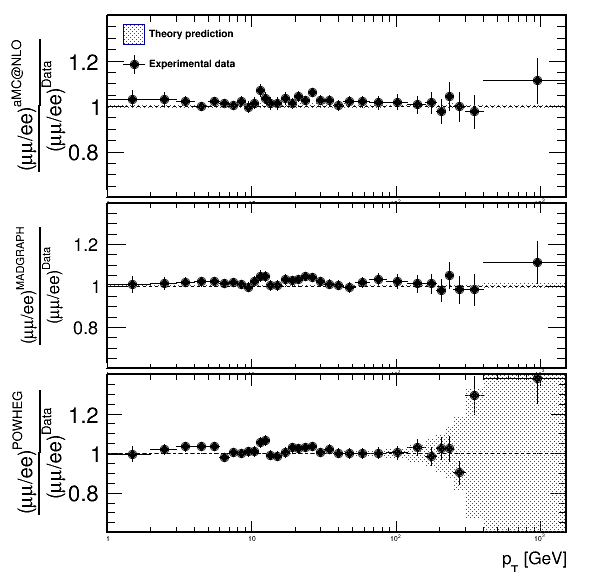 Theory prediction
Experimental data
(μμ/ee)aMC@NLO
(μμ/ee)Data
1.2
1
0.8
(μμ/ee)MADGRAPH
(μμ/ee)Data
1.2
1
0.8
(μμ/ee)POWHEG
(μμ/ee)Data
1.2
1
0.8
1 10 10² 10³
pT [GeV]